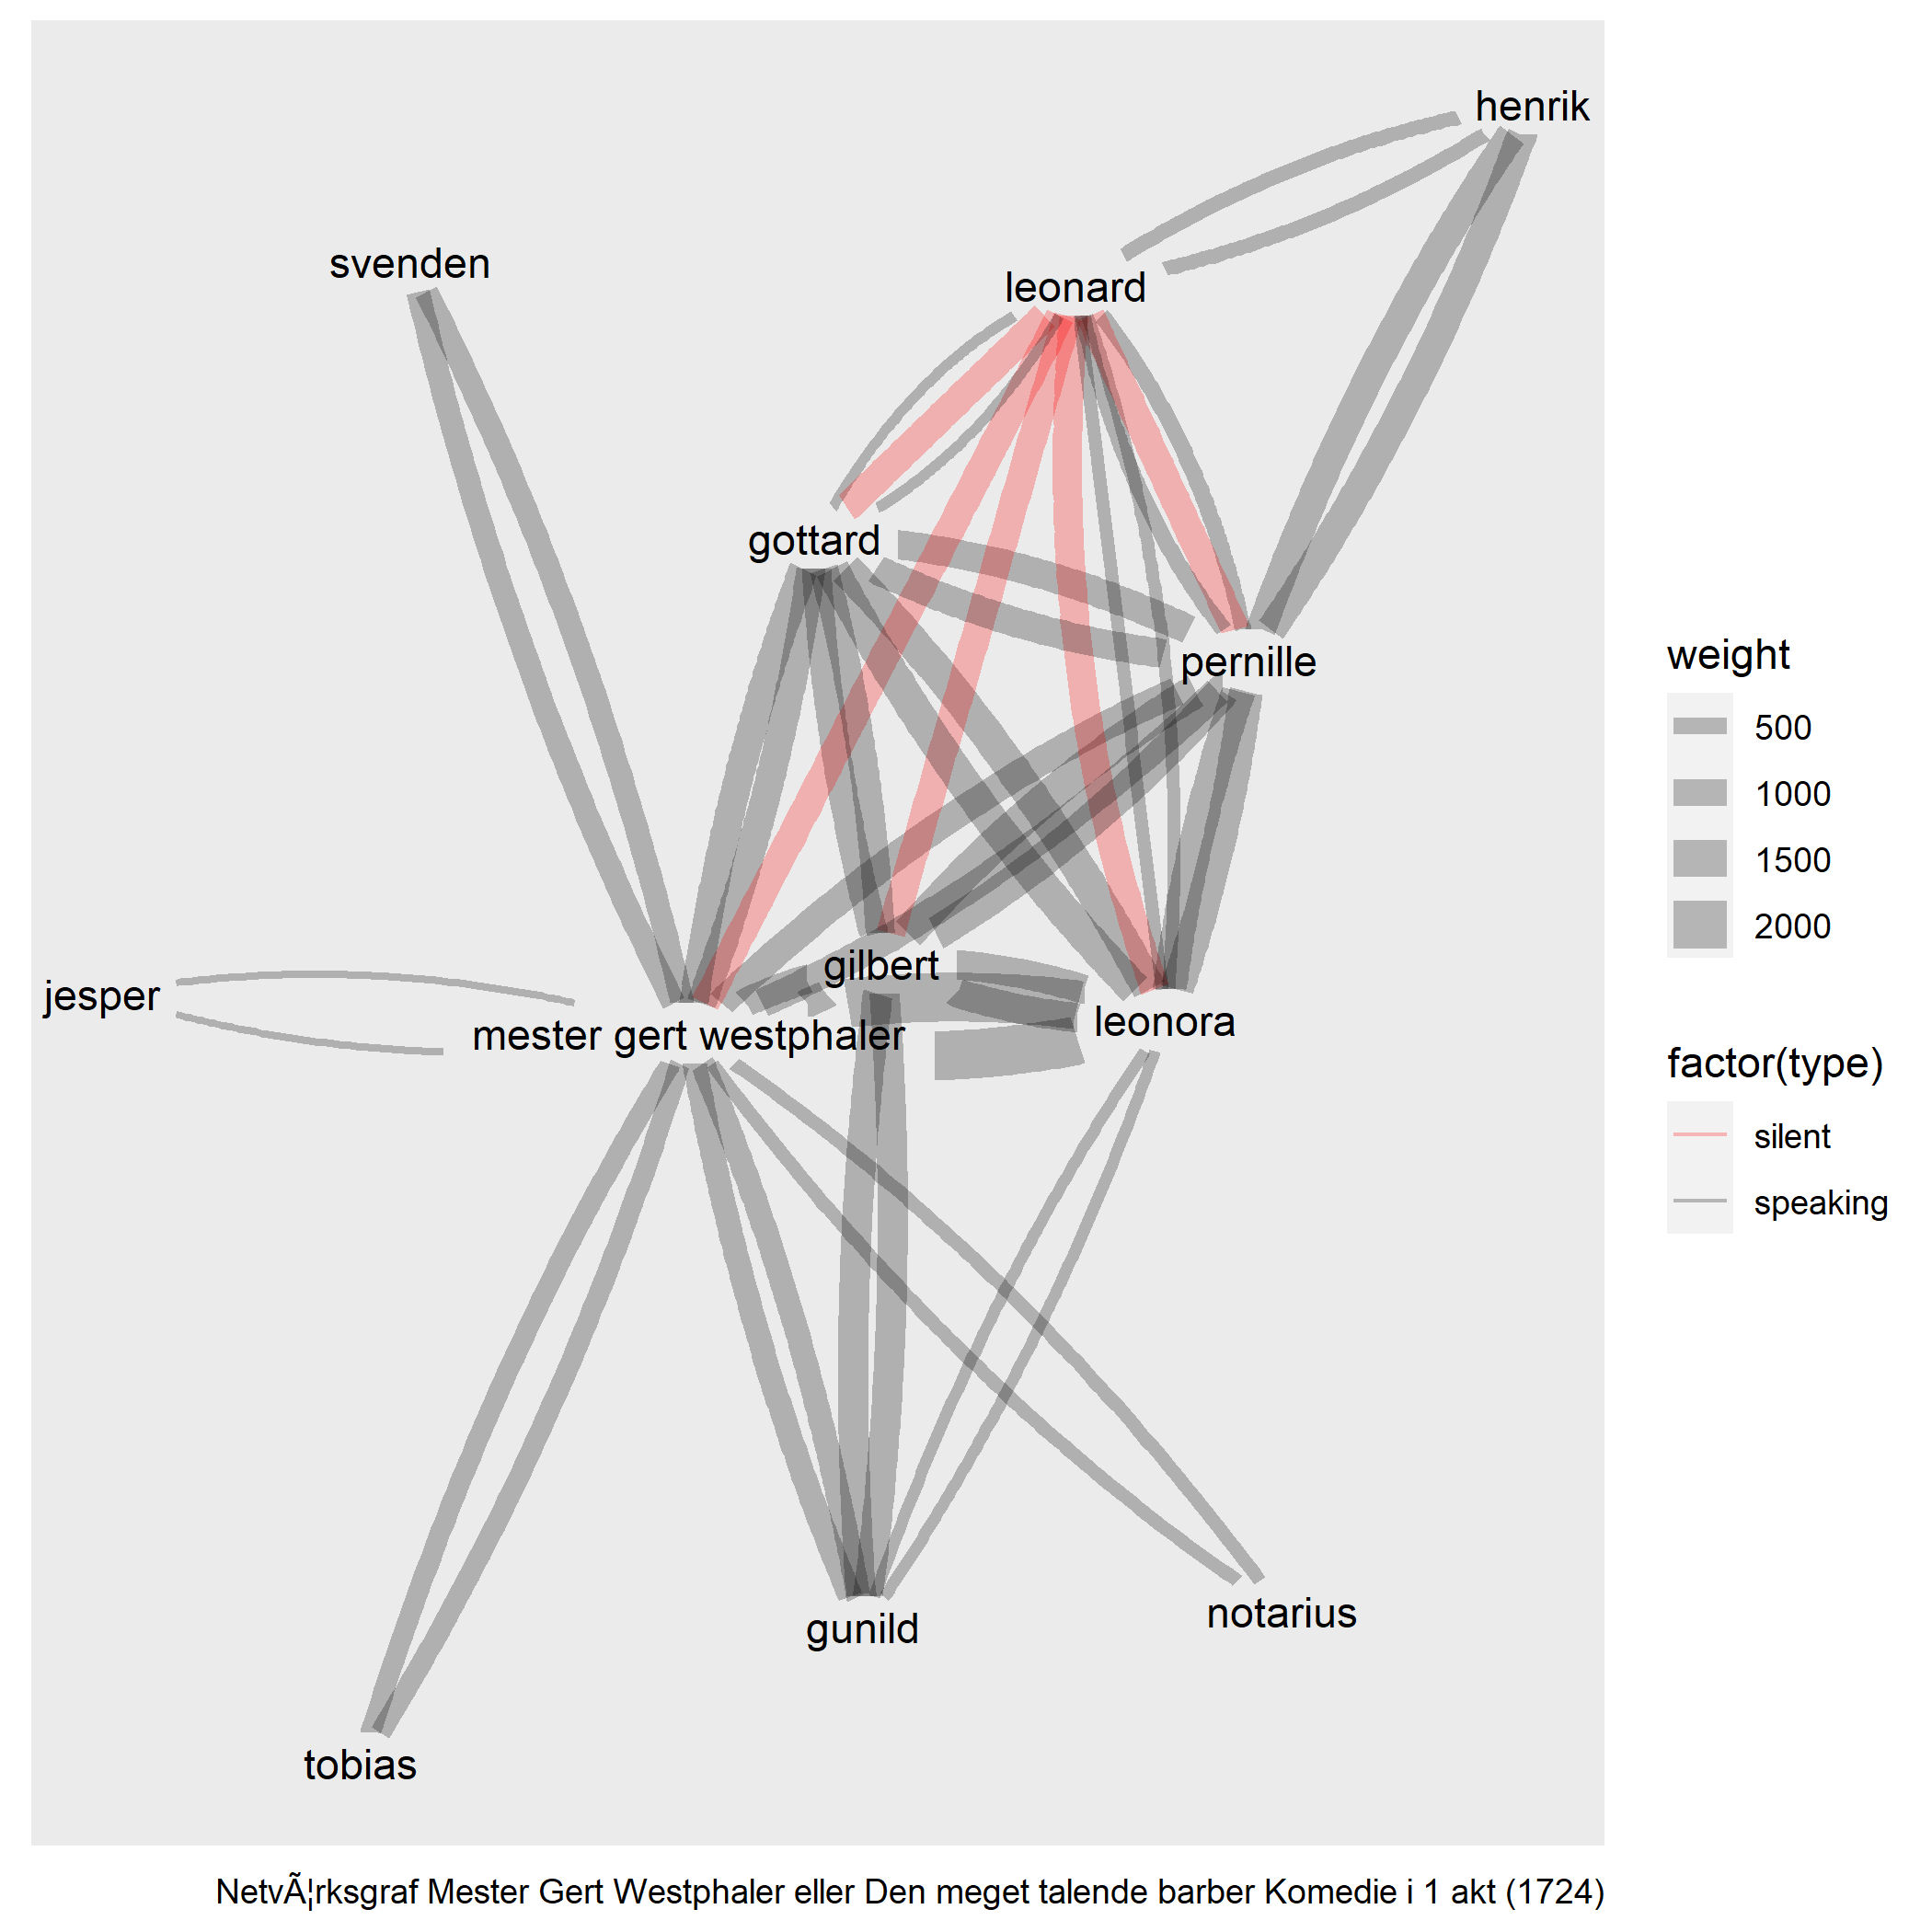 henrik
svenden
leonard
gottard
pernille
gilbert
jesper
leonora
mester gert westphaler
gunild
notarius
tobias
weight
500
1000
1500
2000
factor(type)
silent
speaking
NetvÃ¦rksgraf Mester Gert Westphaler eller Den meget talende barber Komedie i 1 akt (1724)